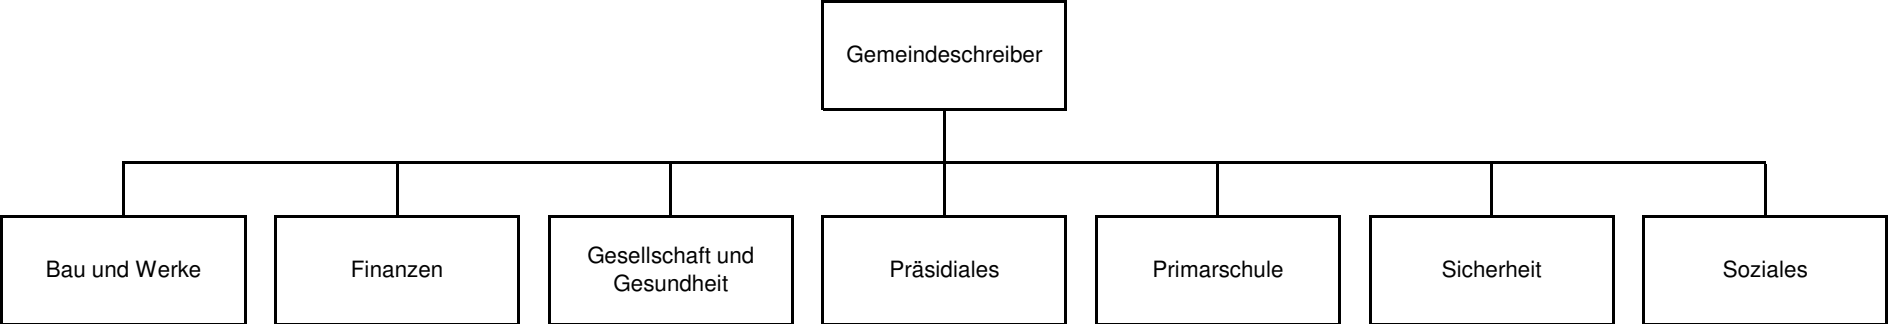 Gemeindeschreiber
Bau und Werke
Finanzen
Gesellschaft und
Gesundheit
Präsidiales
Primarschule
Sicherheit
Soziales